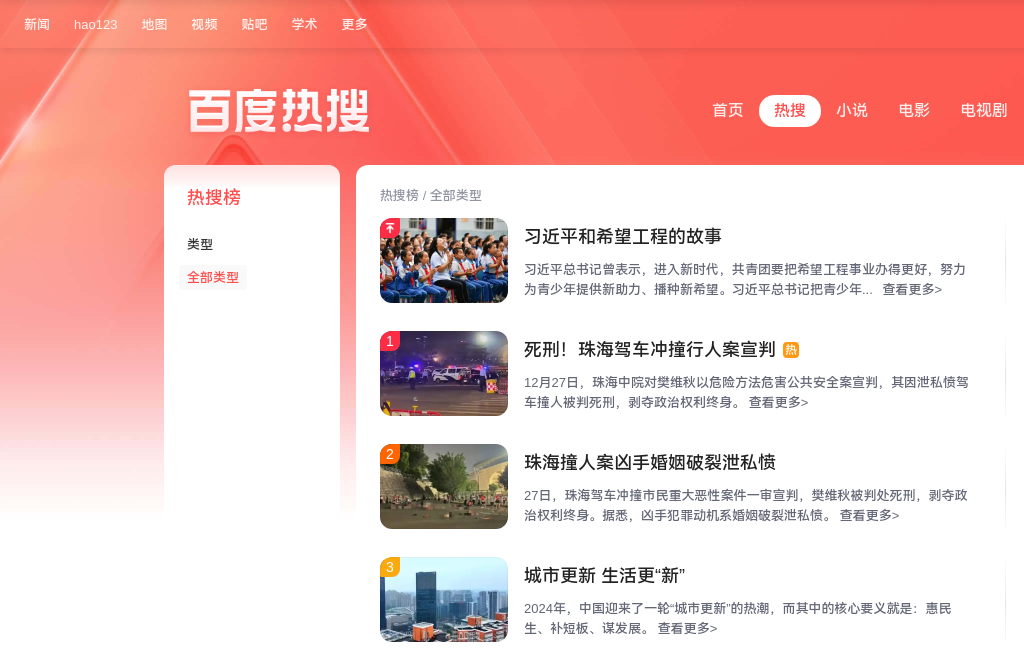 新闻 hao123 地图 视频 贴吧 学术 更多
百度热搜
首页 热搜 小说 电影 电视剧
热搜榜
类型
全部类型
热搜榜 / 全部类型
习近平和希望工程的故事
习近平总书记曾表示，进入新时代，共青团要把希望工程事业办得更好，努力
为青少年提供新助力、播种新希望。习近平总书记把青少年... 查看更多>
1
死刑！珠海驾车冲撞行人案宣判 热
12月27日，珠海中院对樊维秋以危险方法危害公共安全案宣判，其因泄私愤驾
车撞人被判死刑，剥夺政治权利终身。 查看更多>
2
珠海撞人案凶手婚姻破裂泄私愤
27日，珠海驾车冲撞市民重大恶性案件一审宣判，樊维秋被判处死刑，剥夺政
治权利终身。据悉，凶手犯罪动机系婚姻破裂泄私愤。 查看更多>
3
城市更新 生活更“新”
2024年，中国迎来了一轮“城市更新”的热潮，而其中的核心要义就是：惠民
生、补短板、谋发展。 查看更多>